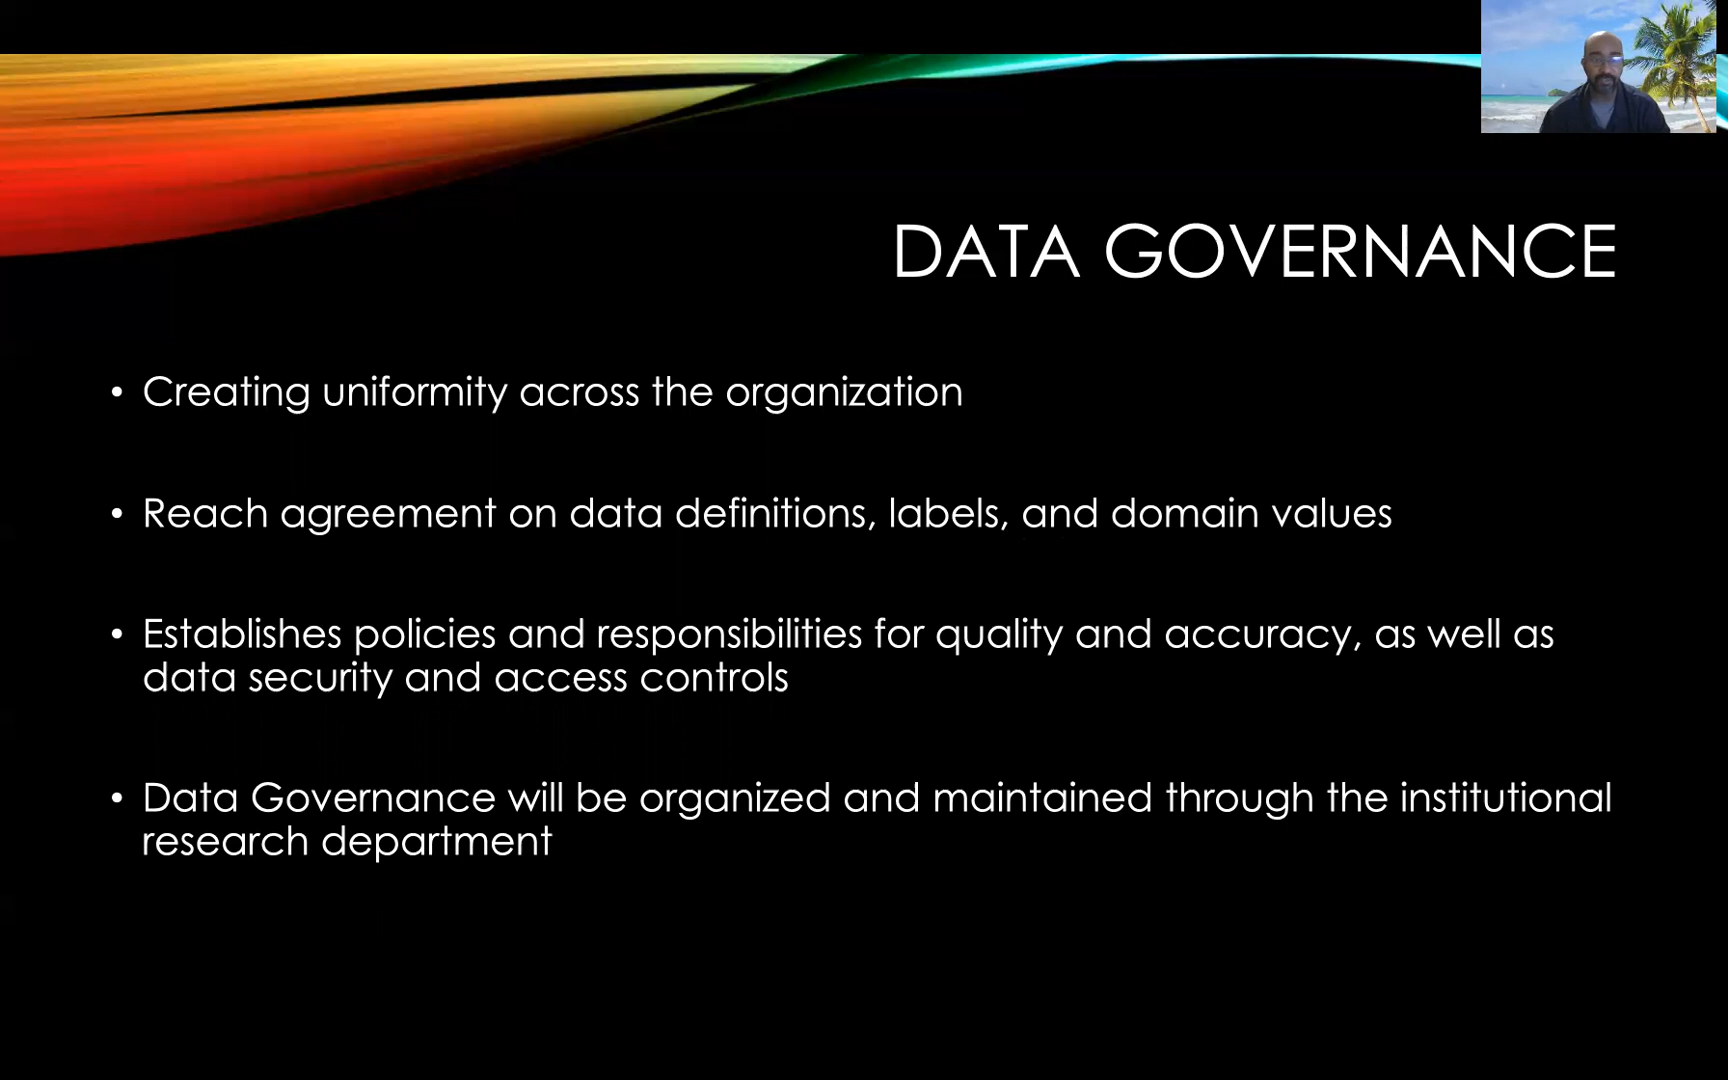 DATA GOVERNANCE
• Creating uniformity across the organization
• Reach agreement on data definitions, labels, and domain values
• Establishes policies and responsibilities for quality and accuracy, as well as
data security and access controls
• Data Governance will be organized and maintained through the institutional
research department